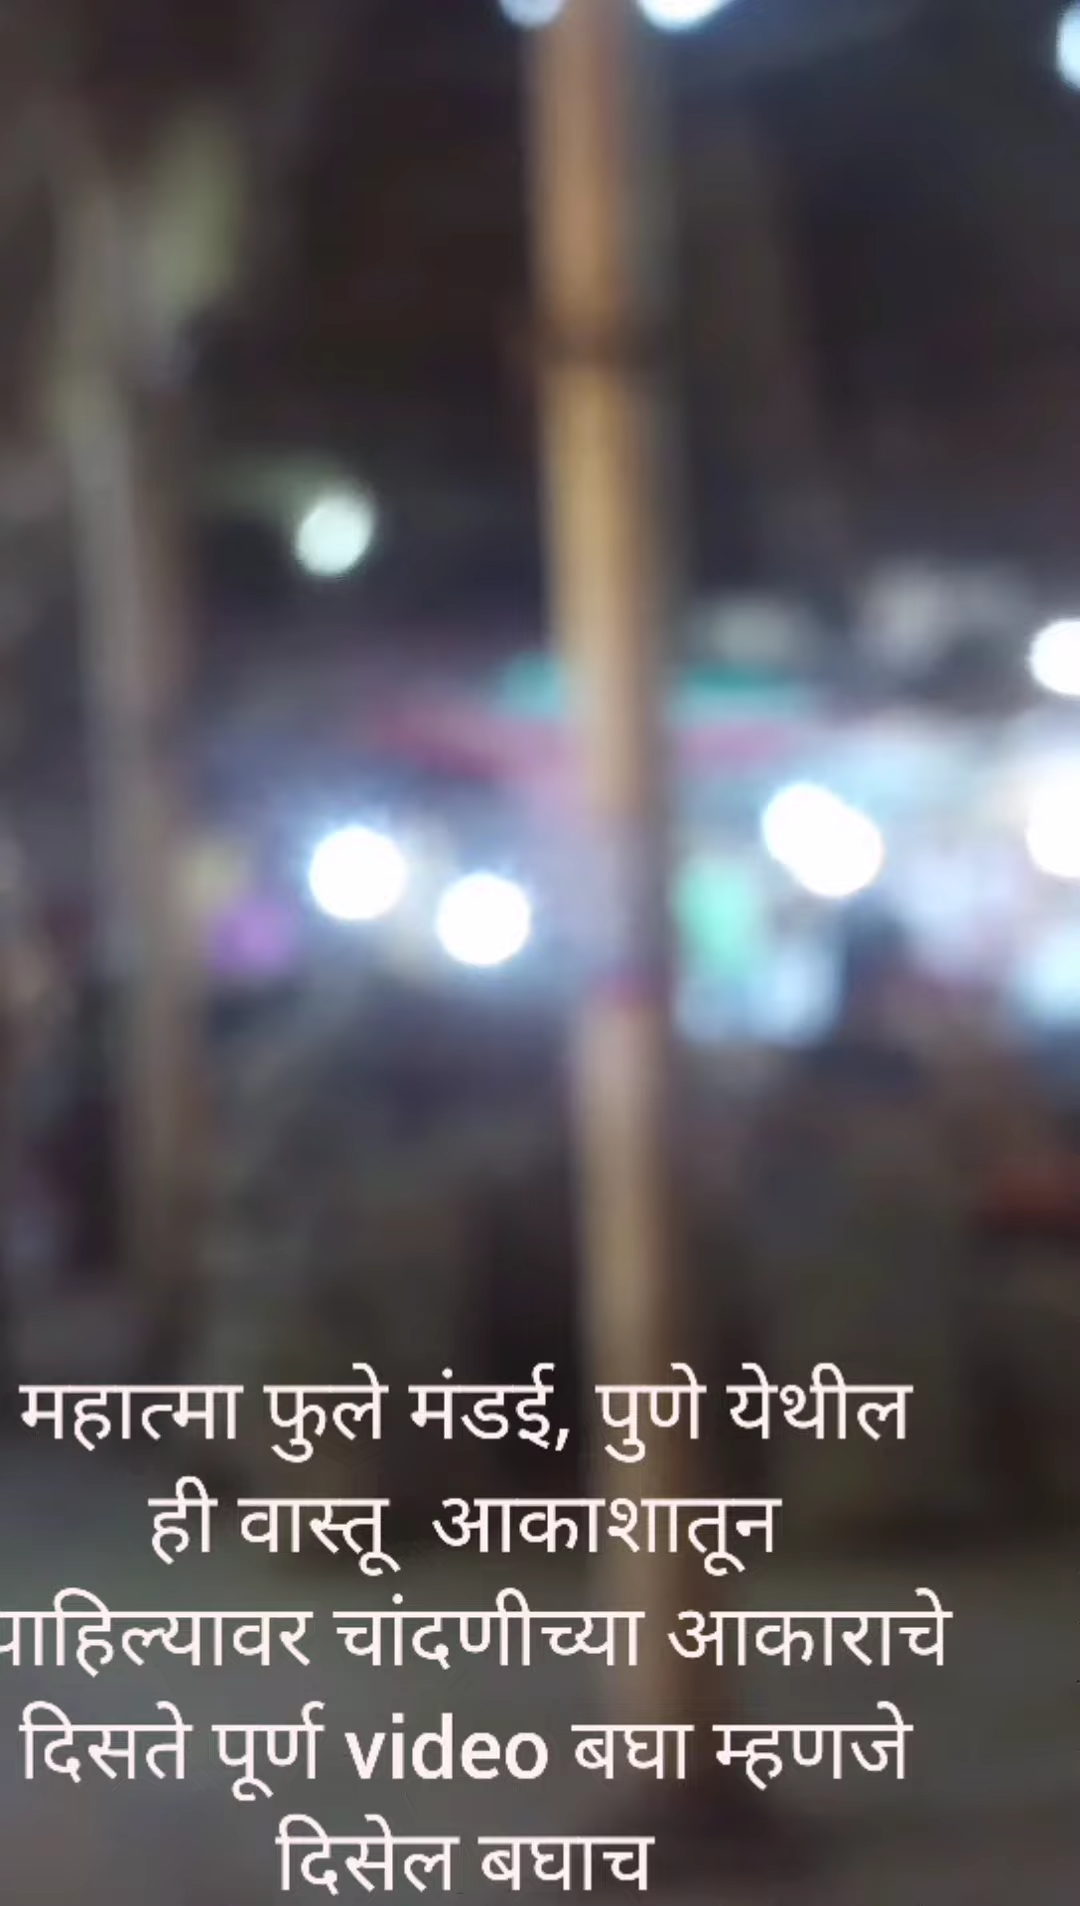 महात्मा फुले मंडई, पुणे येथील
ही वास्तू आकाशातून
पाहिल्यावर चांदणीच्या आकाराचे
दिसते पूर्ण video बघा म्हणजे
दिसेल बघाच